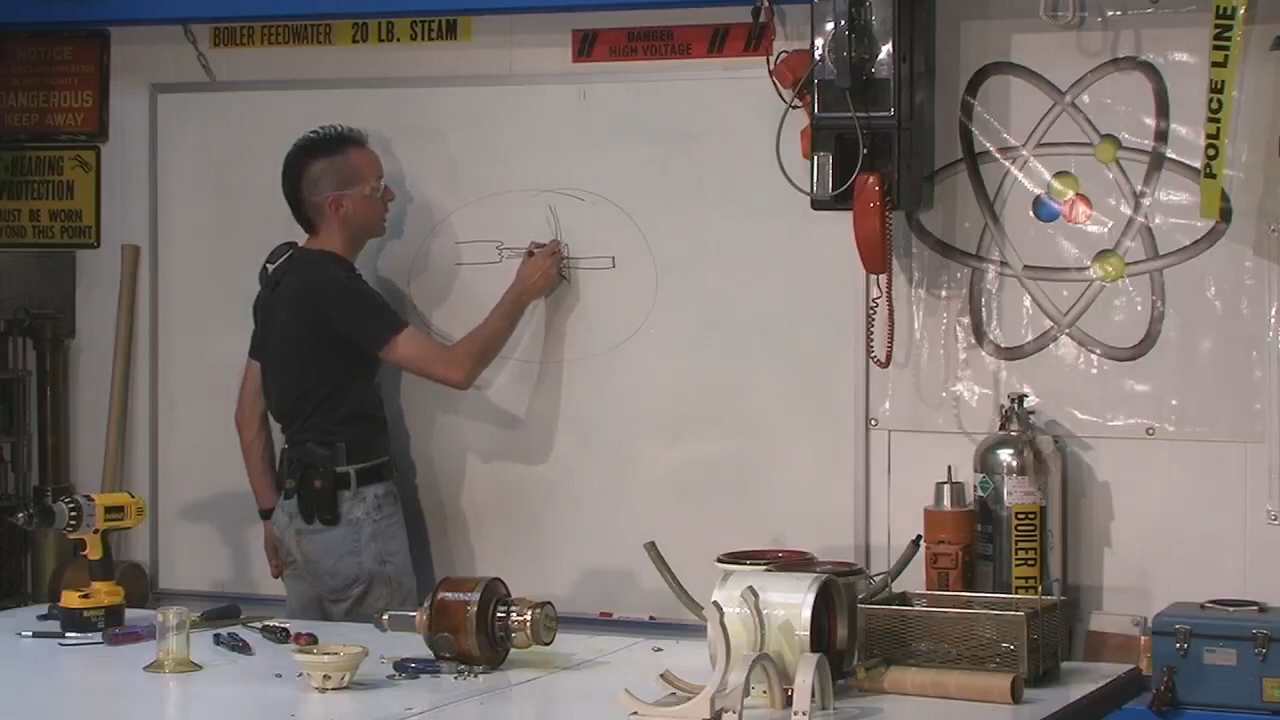 BOILER FEEDWATER 20 LB. STEAM
DANGER
HIGH VOLTAGE
POLICE LINE
NOTICE
DANGEROUS
KEEP AWAY
HEARING
PROTECTION
MUST BE WORN
BEYOND THIS POINT
BOILER FE